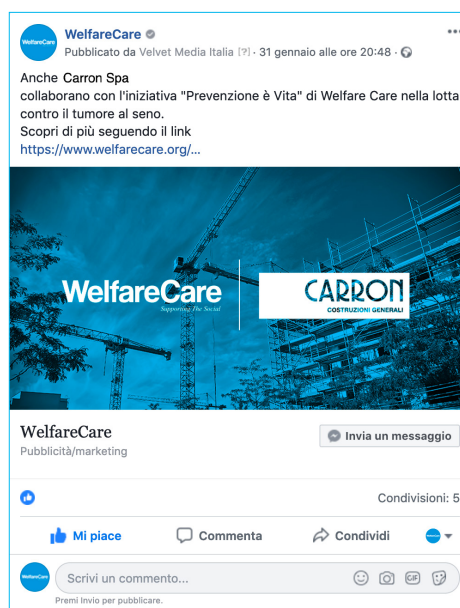 WelfareCare
WelfareCare
Pubblicato da Velvet Media Italia [?] · 31 gennaio alle ore 20:48 ·
Anche Carron Spa
collaborano con l'iniziativa "Prevenzione è Vita" di Welfare Care nella lotta
contro il tumore al seno.
Scopri di più seguendo il link
https://www.welfarecare.org/...
WelfareCare
Supporting The Social
CARRON
COSTRUZIONI GENERALI
WelfareCare
Pubblicità/marketing
Invia un messaggio
Condivisioni: 5
Mi piace
Commenta
Condividi
WelfareCare
Scrivi un commento...
GIF
Premi Invio per pubblicare.